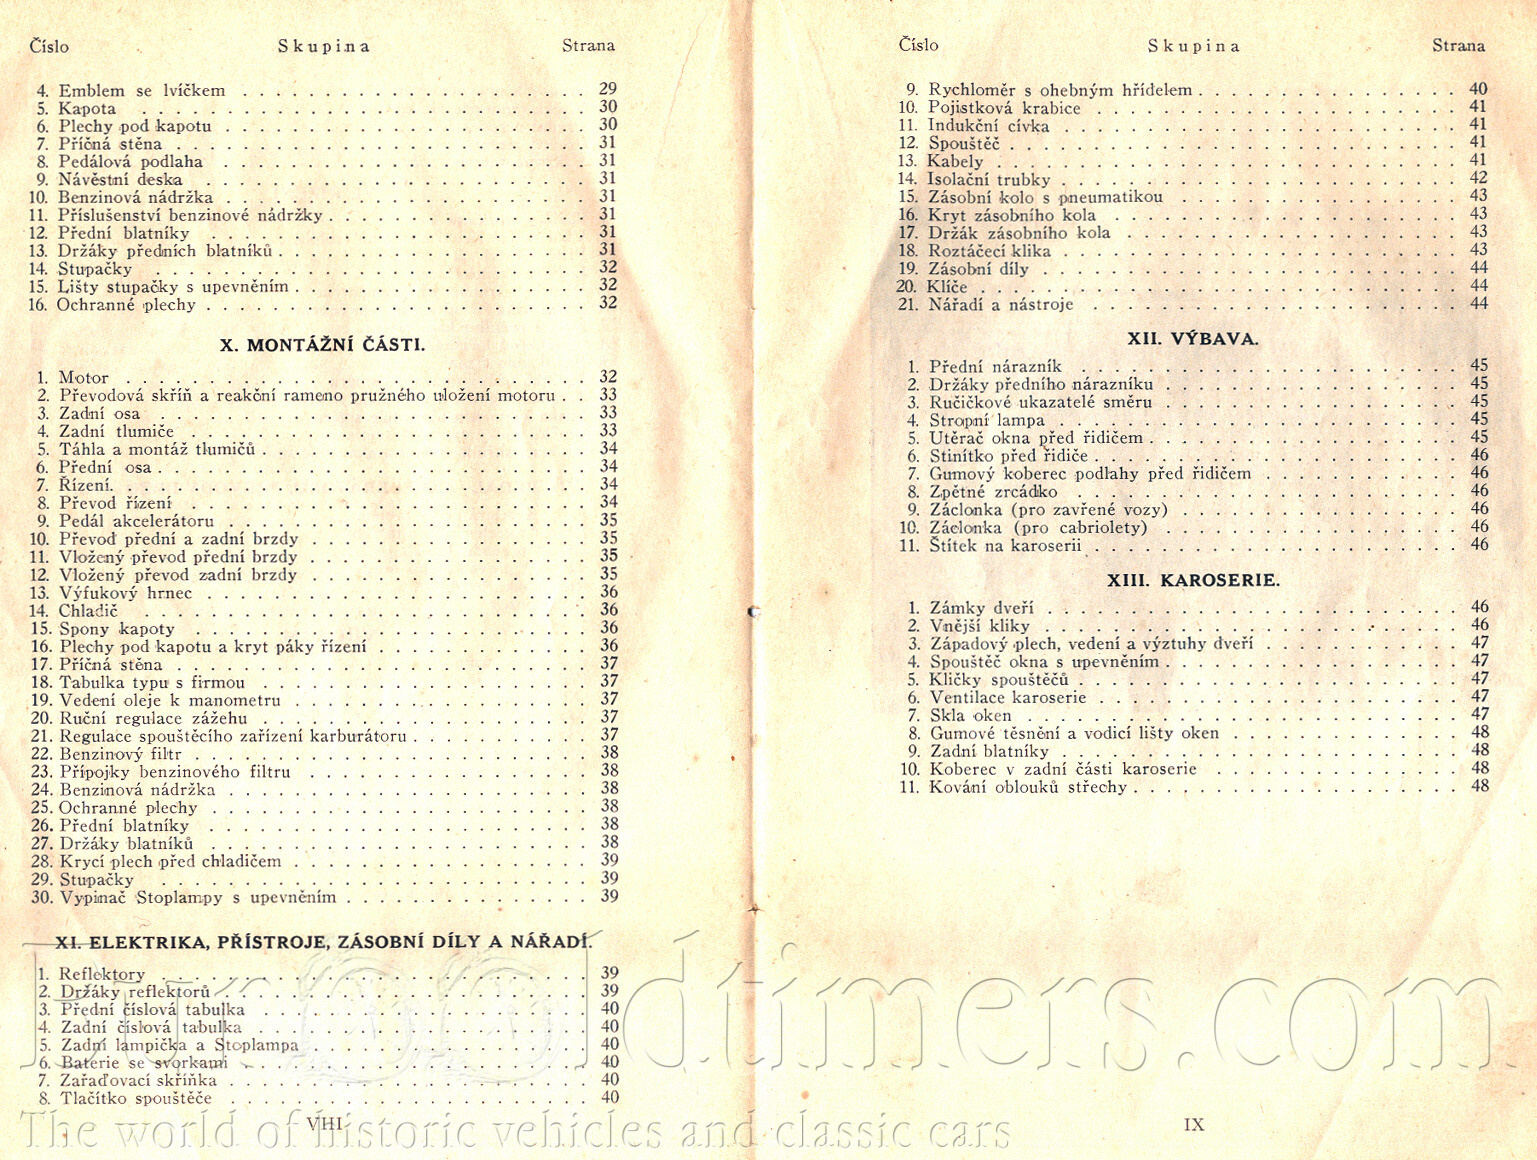 Číslo Skupina Strana
4. Emblem se lvíčkem . . . 29
5. Kapota . . . 30
6. Plechy pod kapotu . . . 30
7. Příčná stěna . . . 31
8. Pedálová podlaha . . . 31
9. Návěstní deska . . . 31
10. Benzinová nádržka . . . 31
11. Příslušenství benzinové nádržky . . . 31
12. Přední blatníky . . . 31
13. Držáky předních blatníků . . . 31
14. Stupačky . . . 32
15. Lišty stupačky s upevněním . . . 32
16. Ochranné plechy . . . 32
X. MONTÁŽNÍ ČÁSTI.
1. Motor . . . 32
2. Převodová skříň a reakční rameno pružného uložení motoru . . 33
3. Zadní osa . . . 33
4. Zadní tlumiče . . . 33
5. Táhla a montáž tlumičů . . . 34
6. Přední osa . . . 34
7. Řízení . . . 34
8. Převod řízení . . . 34
9. Pedál akcelerátoru . . . 35
10. Převod přední a zadní brzdy . . . 35
11. Vložený převod přední brzdy . . . 35
12. Vložený převod zadní brzdy . . . 35
13. Výfukový hrnec . . . 36
14. Chladič . . . 36
15. Spony kapoty . . . 36
16. Plechy pod kapotu a kryt páky řízení . . . 36
17. Příčná stěna . . . 37
18. Tabulka typu s firmou . . . 37
19. Vedení oleje k manometru . . . 37
20. Ruční regulace zážehu . . . 37
21. Regulace spouštěcího zařízení karburátoru . . . 37
22. Benzinový filtr . . . 38
23. Přípojky benzinového filtru . . . 38
24. Benzinová nádržka . . . 38
25. Ochranné plechy . . . 38
26. Přední blatníky . . . 38
27. Držáky blatníků . . . 38
28. Krycí plech před chladičem . . . 39
29. Stupačky . . . 39
30. Vypinač Stoplampy s upevněním . . . 39
XI. ELEKTRIKA, PŘÍSTROJE, ZÁSOBNÍ DÍLY A NÁŘADÍ.
1. Reflektory . . . 39
2. Držáky reflektorů . . . 39
3. Přední číslová tabulka . . . 40
4. Zadní číslová tabulka . . . 40
5. Zadní lampička a Stoplampa . . . 40
6. Baterie se svorkami . . . 40
7. Zařaďovací skříňka . . . 40
8. Tlačítko spouštěče . . . 40
VIII
Číslo Skupina Strana
9. Rychloměr s ohebným hřídelem . . . 40
10. Pojistková krabice . . . 41
11. Indukční cívka . . . 41
12. Spouštěč . . . 41
13. Kabely . . . 41
14. Isolační trubky . . . 42
15. Zásobní kolo s pneumatikou . . . 43
16. Kryt zásobního kola . . . 43
17. Držák zásobního kola . . . 43
18. Roztáčecí klika . . . 43
19. Zásobní díly . . . 44
20. Klíče . . . 44
21. Nářadí a nástroje . . . 44
XII. VÝBAVA.
1. Přední nárazník . . . 45
2. Držáky předního nárazníku . . . 45
3. Ručičkové ukazatelé směru . . . 45
4. Stropní lampa . . . 45
5. Utěrač okna před řidičem . . . 45
6. Stinítko před řidiče . . . 46
7. Gumový koberec podlahy před řidičem . . . 46
8. Zpětné zrcádko . . . 46
9. Záclonka (pro zavřené vozy) . . . 46
10. Záclonka (pro cabriolety) . . . 46
11. Štítek na karoserii . . . 46
XIII. KAROSERIE.
1. Zámky dveří . . . 46
2. Vnější kliky . . . 46
3. Západový plech, vedení a výztuhy dveří . . . 47
4. Spouštěč okna s upevněním . . . 47
5. Kličky spouštěčů . . . 47
6. Ventilace karoserie . . . 47
7. Skla oken . . . 47
8. Gumové těsnění a vodicí lišty oken . . . 48
9. Zadní blatníky . . . 48
10. Koberec v zadní části karoserie . . . 48
11. Kování oblouků střechy . . . 48
IX
The world of historic vehicles and classic cars